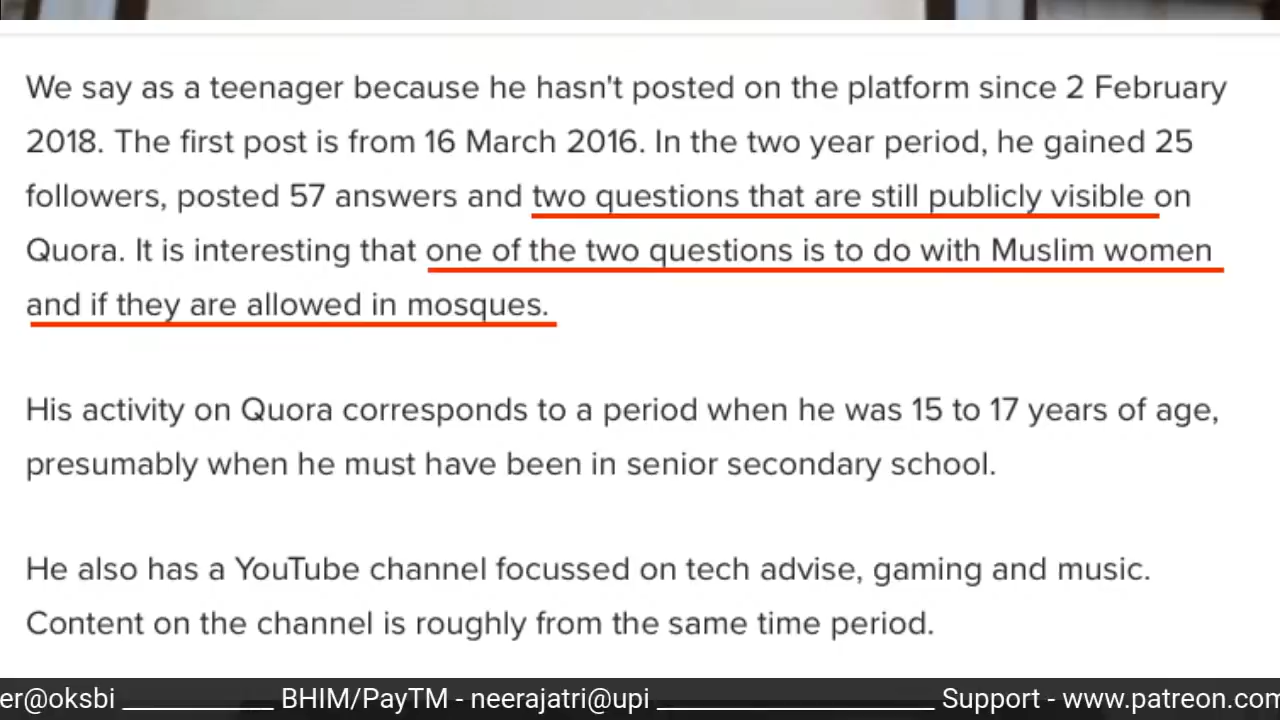 We say as a teenager because he hasn't posted on the platform since 2 February
2018. The first post is from 16 March 2016. In the two year period, he gained 25
followers, posted 57 answers and two questions that are still publicly visible on
Quora. It is interesting that one of the two questions is to do with Muslim women
and if they are allowed in mosques.
His activity on Quora corresponds to a period when he was 15 to 17 years of age,
presumably when he must have been in senior secondary school.
He also has a YouTube channel focussed on tech advise, gaming and music.
Content on the channel is roughly from the same time period.
er@oksbi ___________ BHIM/PayTM - neerajatri@upi ____________________ Support - www.patreon.com